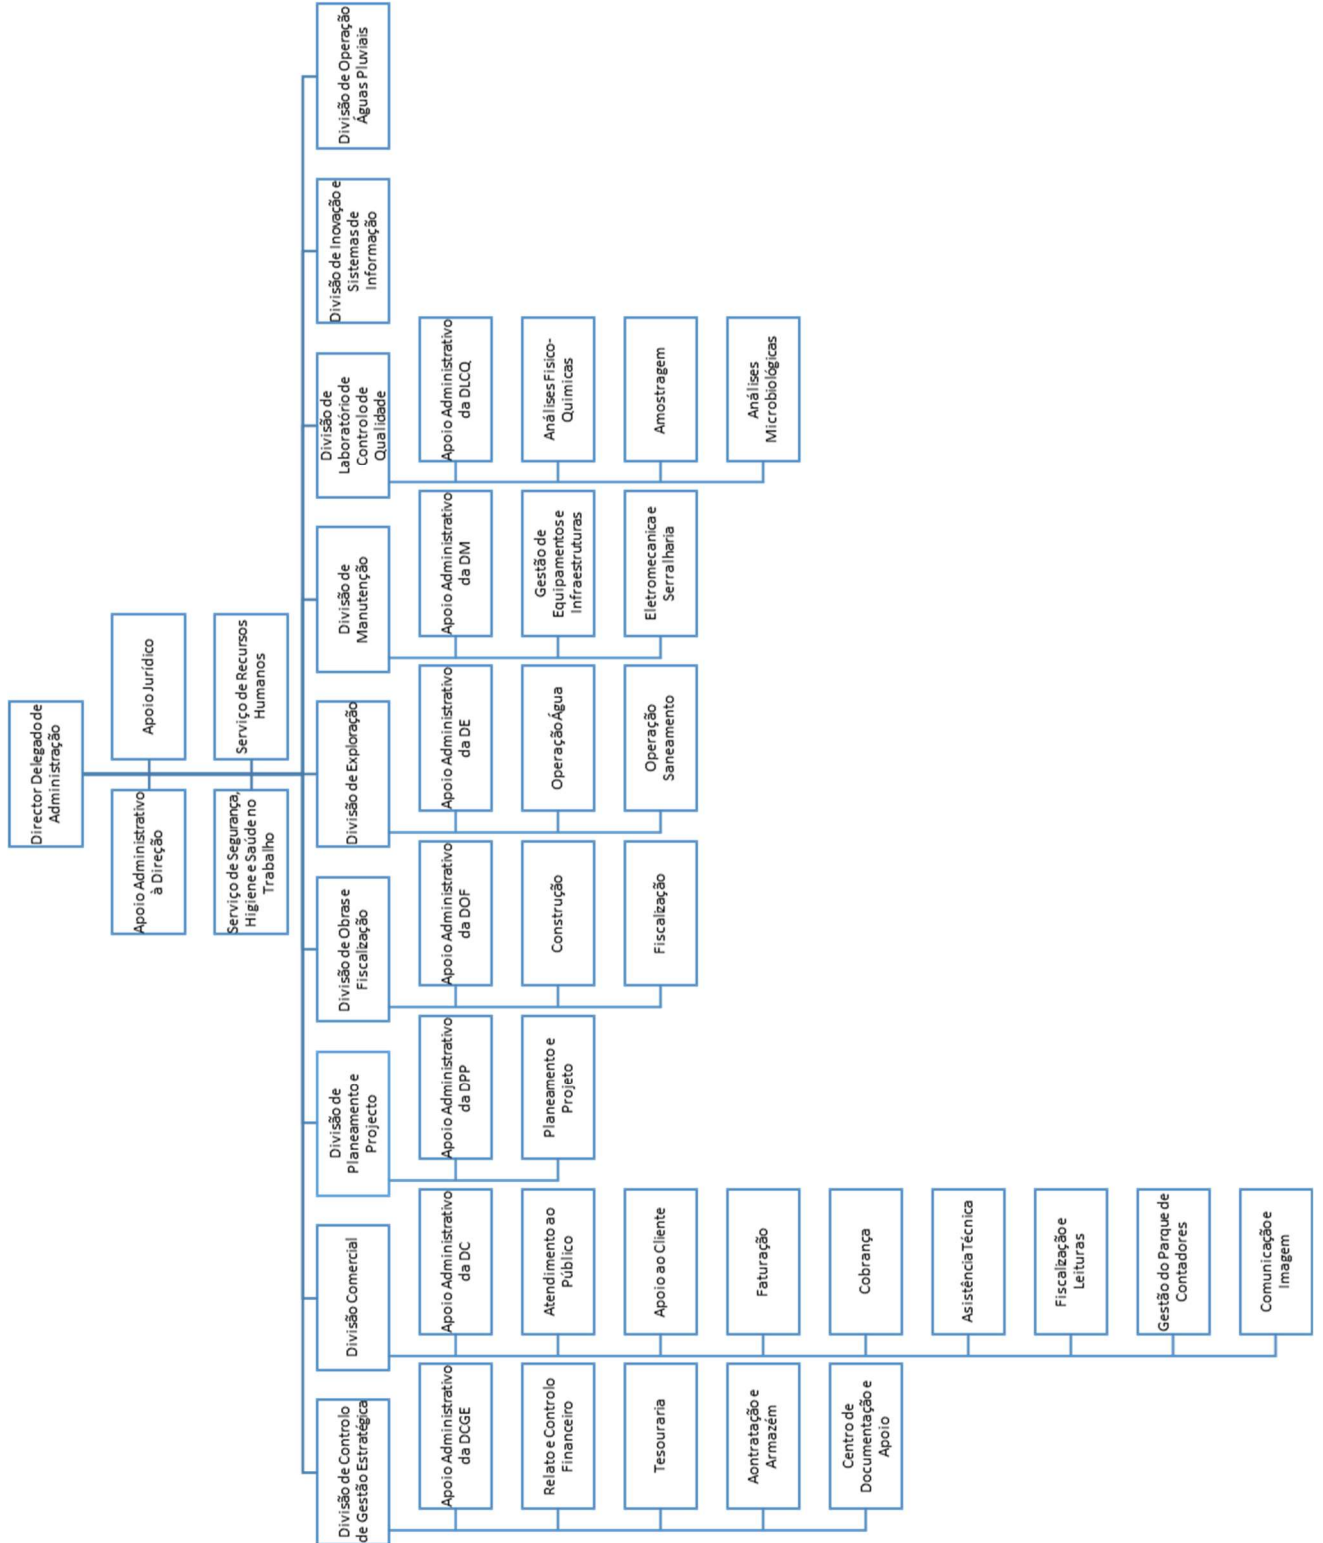 Director Delegado de
Administração
Apoio Administrativo
à Direção
Apoio Jurídico
Serviço de Segurança,
Higiene e Saúde no
Trabalho
Serviço de Recursos
Humanos
Divisão de Controlo
de Gestão Estratégica
Apoio Administrativo
da DCGE
Relato e Controlo
Financeiro
Tesouraria
Aontratação e
Armazém
Centro de
Documentação e
Apoio
Divisão Comercial
Apoio Administrativo
da DC
Atendimento ao
Público
Apoio ao Cliente
Faturação
Cobrança
Asistência Técnica
Fiscalização e
Leituras
Gestão do Parque de
Contadores
Comunicação e
Imagem
Divisão de
Planeamento e
Projecto
Apoio Administrativo
da DPP
Planeamento e
Projeto
Divisão de Obras e
Fiscalização
Apoio Administrativo
da DOF
Construção
Fiscalização
Divisão de Exploração
Apoio Administrativo
da DE
Operação Água
Operação
Saneamento
Divisão de
Manutenção
Apoio Administrativo
da DM
Gestão de
Equipamentos e
Infraestruturas
Eletromecanica e
Serralharia
Divisão de
Laboratório de
Controlo de
Qualidade
Apoio Administrativo
da DLCQ
Análises Fisico-
Quimicas
Amostragem
Análises
Microbiológicas
Divisão de Inovação e
Sistemas de
Informação
Divisão de Operação
Águas Pluviais